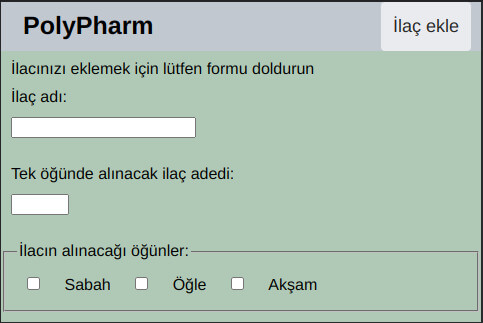 PolyPharm
İlaç ekle
İlacınızı eklemek için lütfen formu doldurun
İlaç adı:
Tek öğünde alınacak ilaç adedi:
İlacın alınacağı öğünler:
Sabah Öğle Akşam